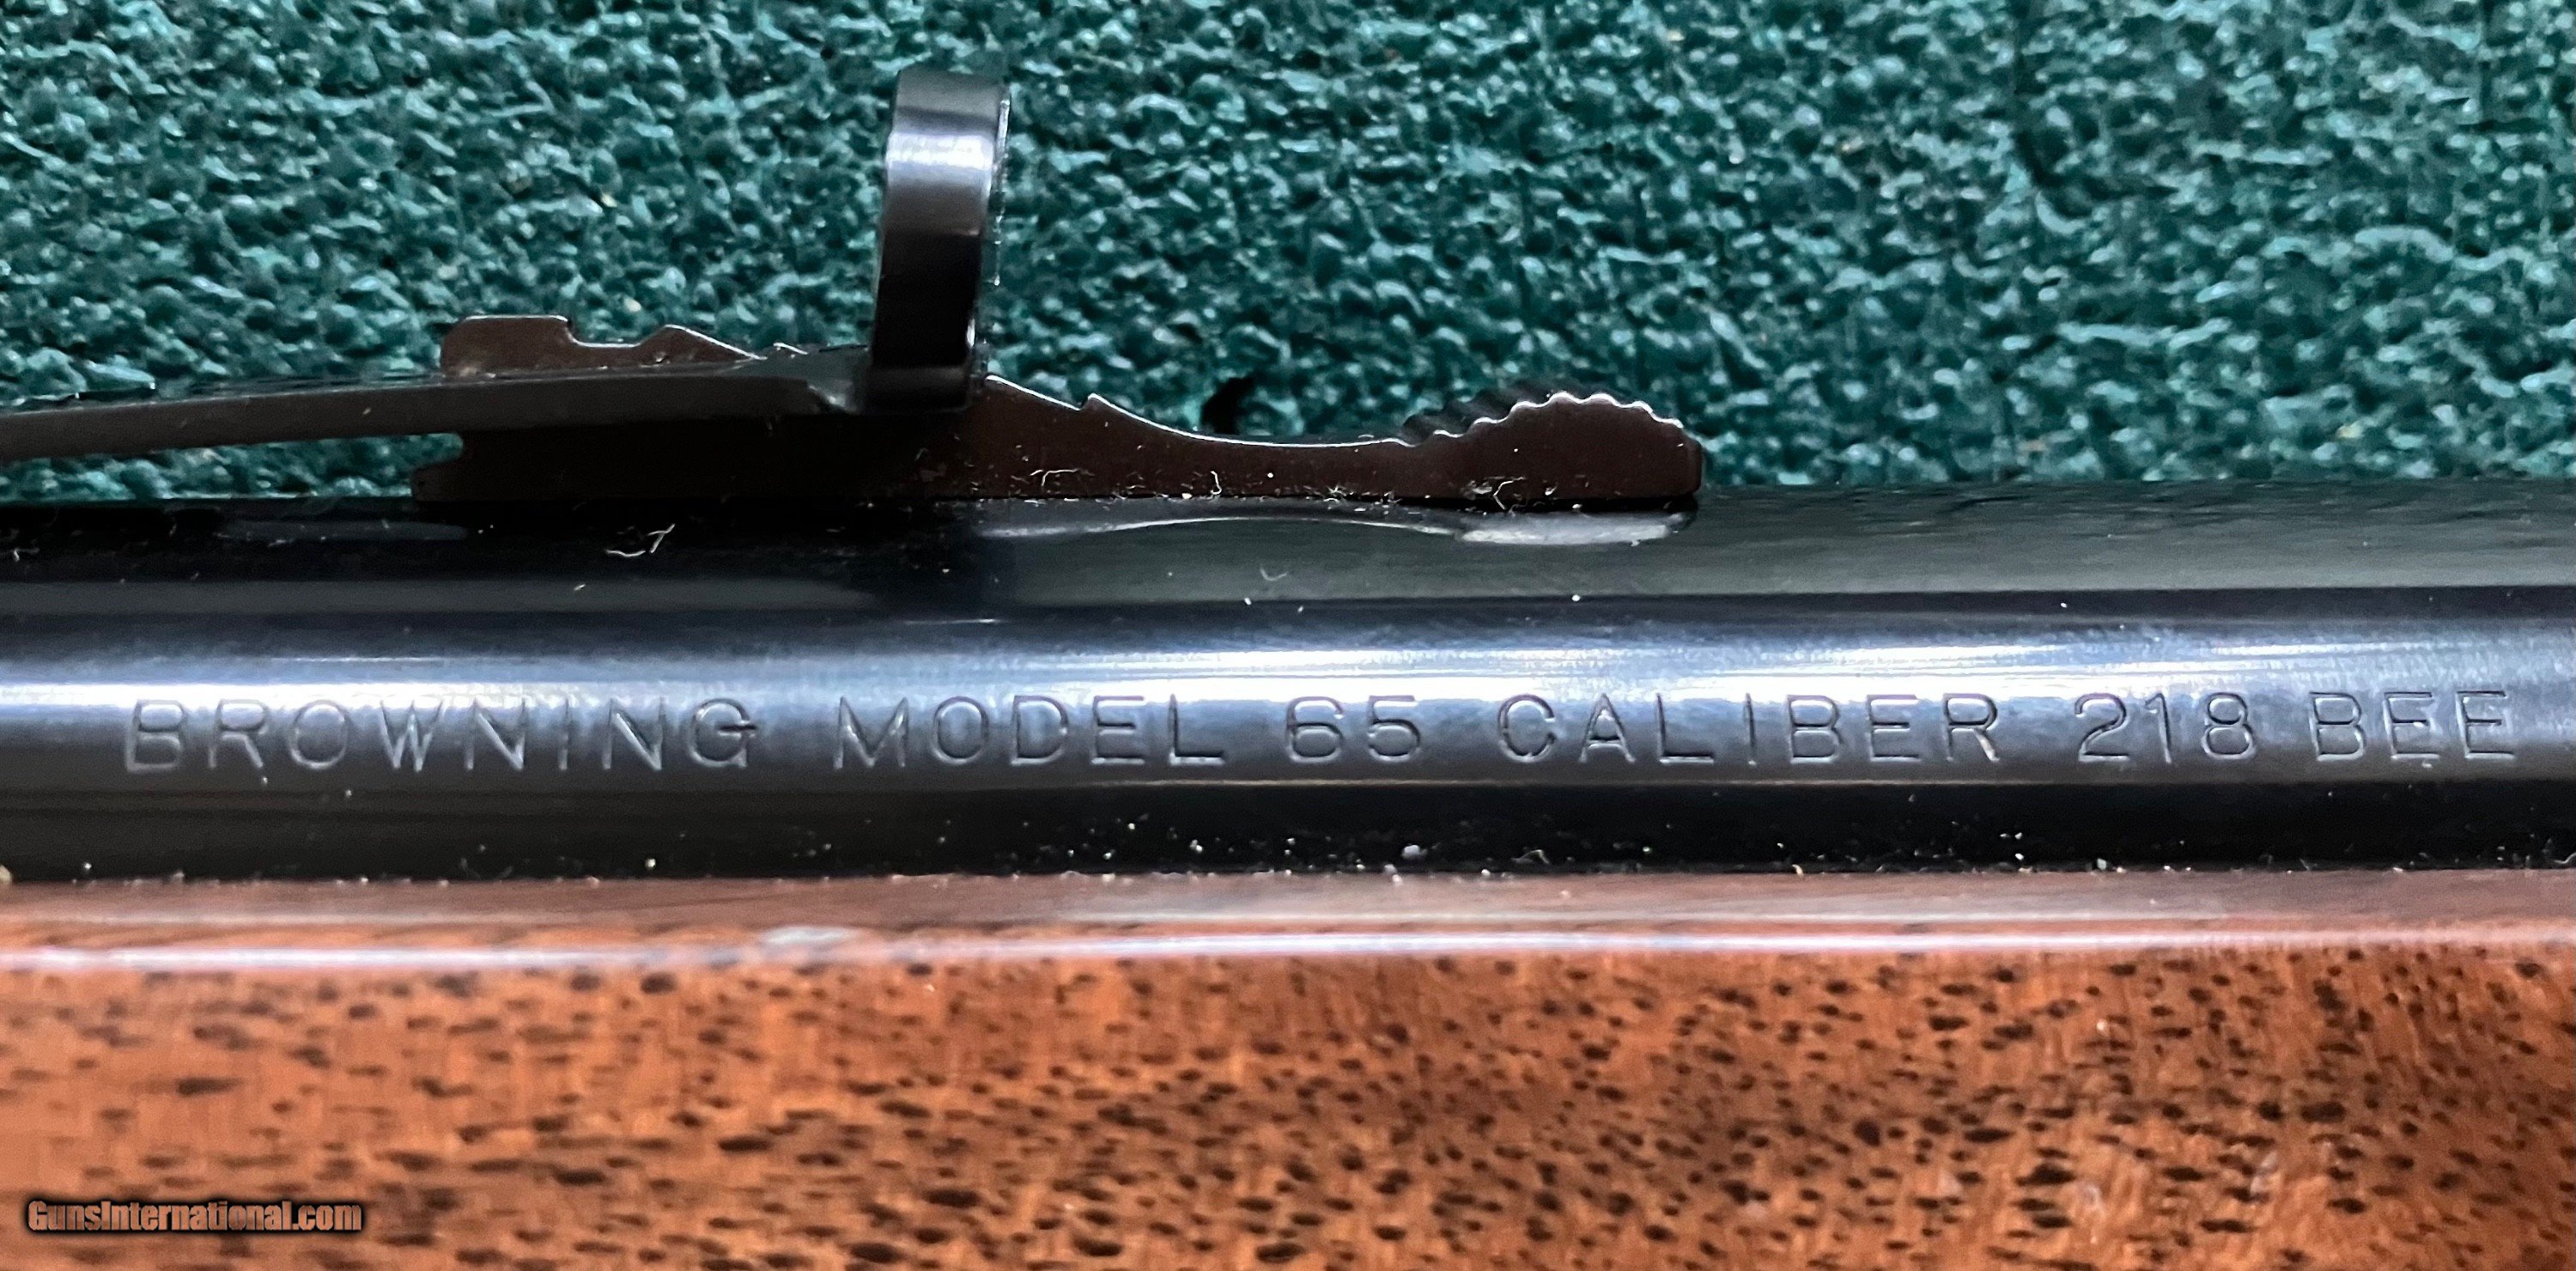 BROWNING MODEL 65 CALIBER 218 BEE
GunsInternational.com